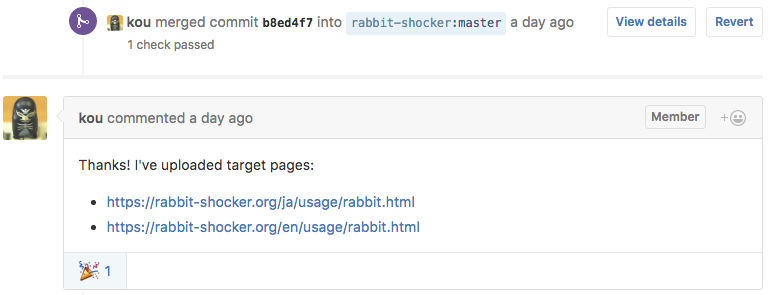 kou merged commit b8ed4f7 into rabbit-shocker:master a day ago
View details
Revert
1 check passed
kou commented a day ago
Member
Thanks! I've uploaded target pages:
https://rabbit-shocker.org/ja/usage/rabbit.html
https://rabbit-shocker.org/en/usage/rabbit.html
1